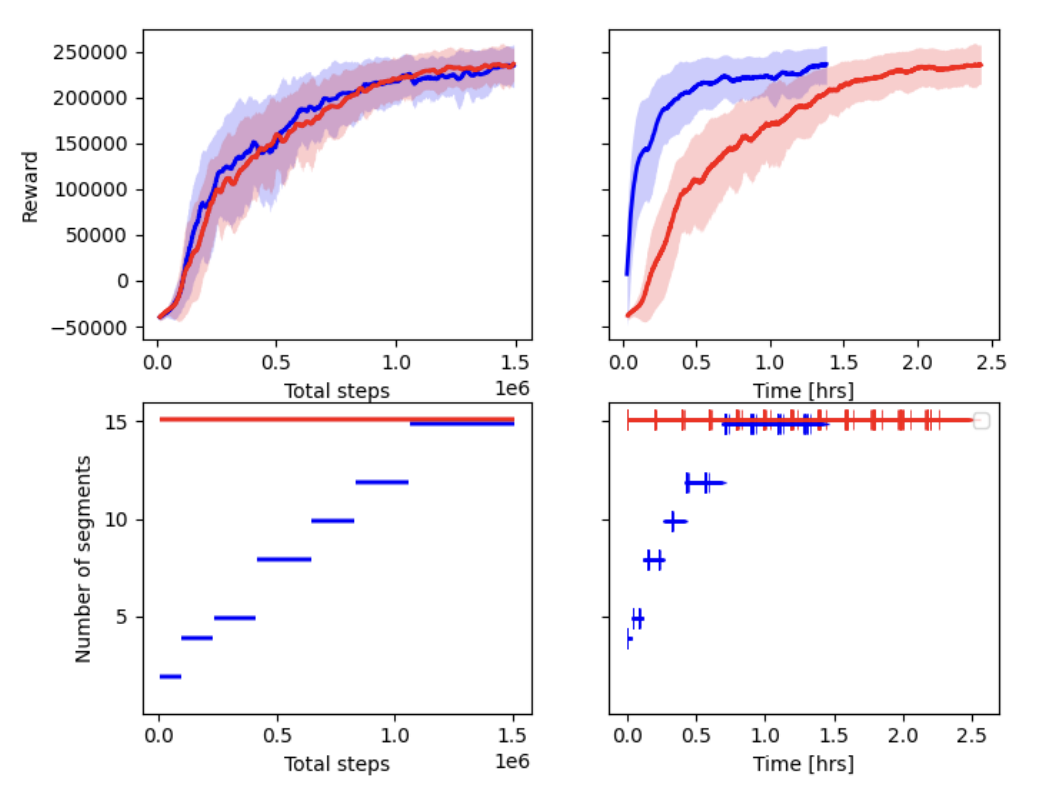 Reward
250000
200000
150000
100000
50000
0
−50000
0.0 0.5 1.0 1.5
1e6
Total steps
0.0 0.5 1.0 1.5 2.0 2.5
Time [hrs]
Number of segments
15
10
5
0.0 0.5 1.0 1.5
1e6
Total steps
0.0 0.5 1.0 1.5 2.0 2.5
Time [hrs]